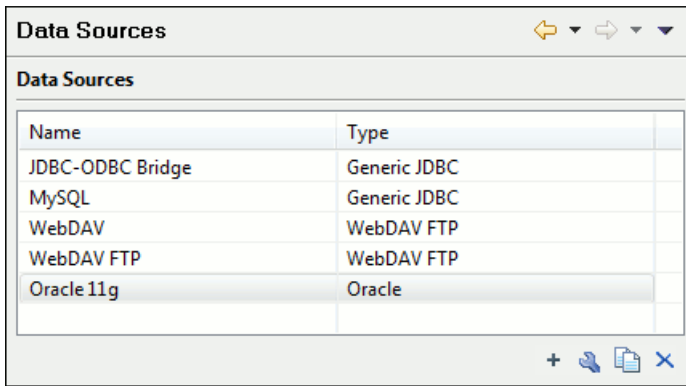 Data Sources
Data Sources
Name Type
JDBC-ODBC Bridge Generic JDBC
MySQL Generic JDBC
WebDAV WebDAV FTP
WebDAV FTP WebDAV FTP
Oracle 11g Oracle